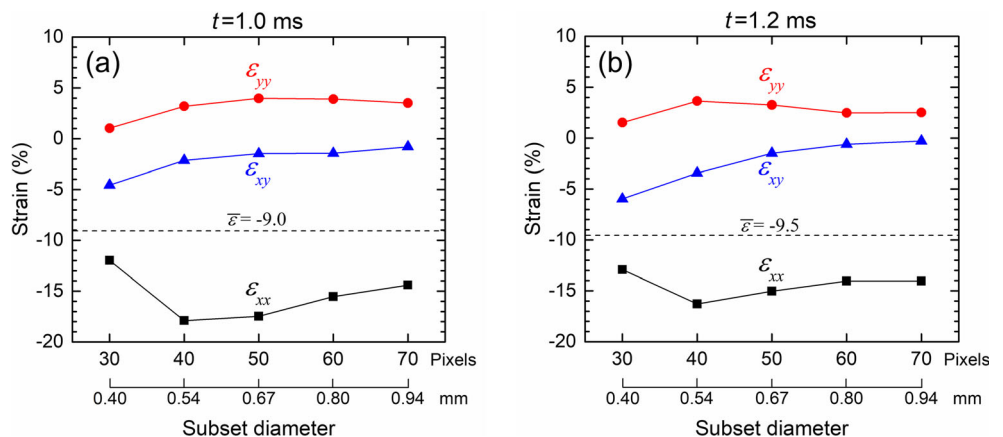 t=1.0 ms
(a)
10
5
0
-5
-10
-15
-20
Strain (%)
εyy
εxy
ε̅= -9.0
εxx
30 40 50 60 70 Pixels
0.40 0.54 0.67 0.80 0.94 mm
Subset diameter
t=1.2 ms
(b)
10
5
0
-5
-10
-15
-20
Strain (%)
εyy
εxy
ε̅= -9.5
εxx
30 40 50 60 70 Pixels
0.40 0.54 0.67 0.80 0.94 mm
Subset diameter